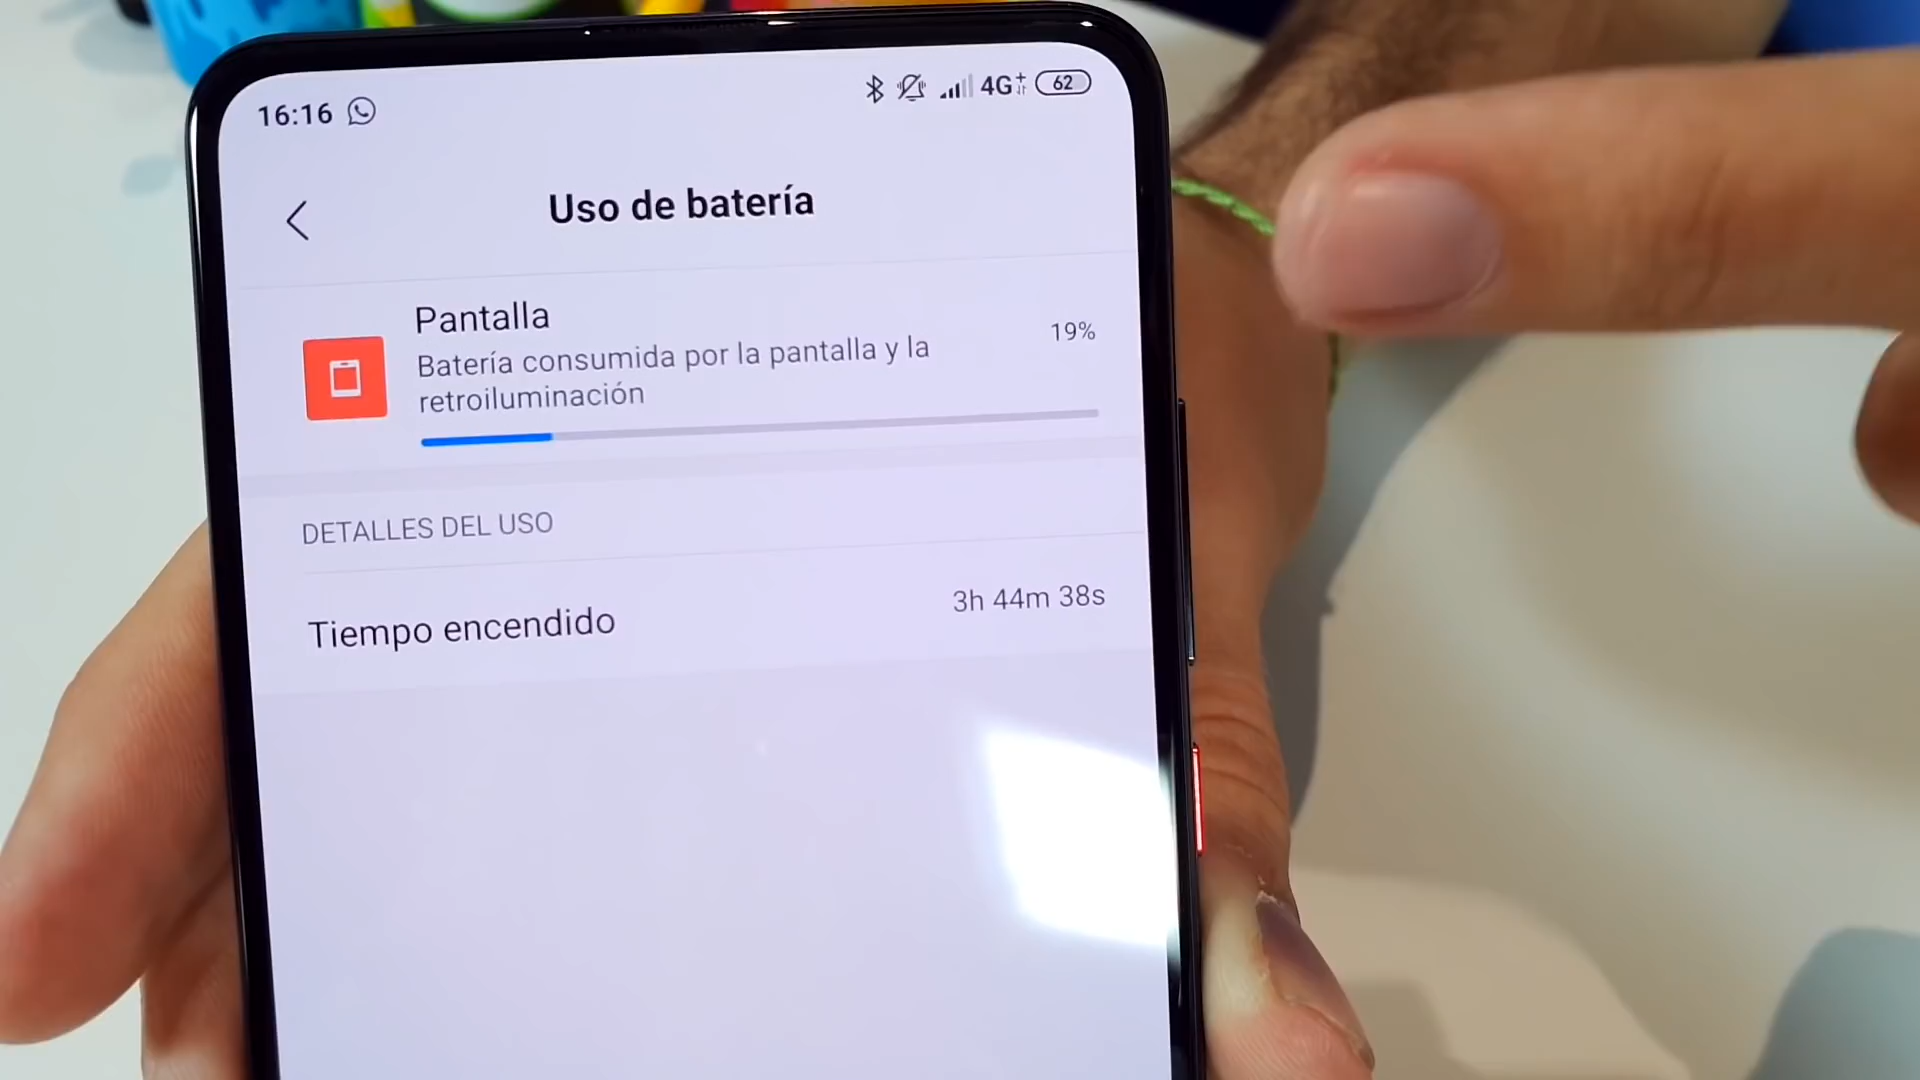 16:16 4G+ 62
Uso de batería
Pantalla
Batería consumida por la pantalla y la
retroiluminación
19%
DETALLES DEL USO
Tiempo encendido 3h 44m 38s